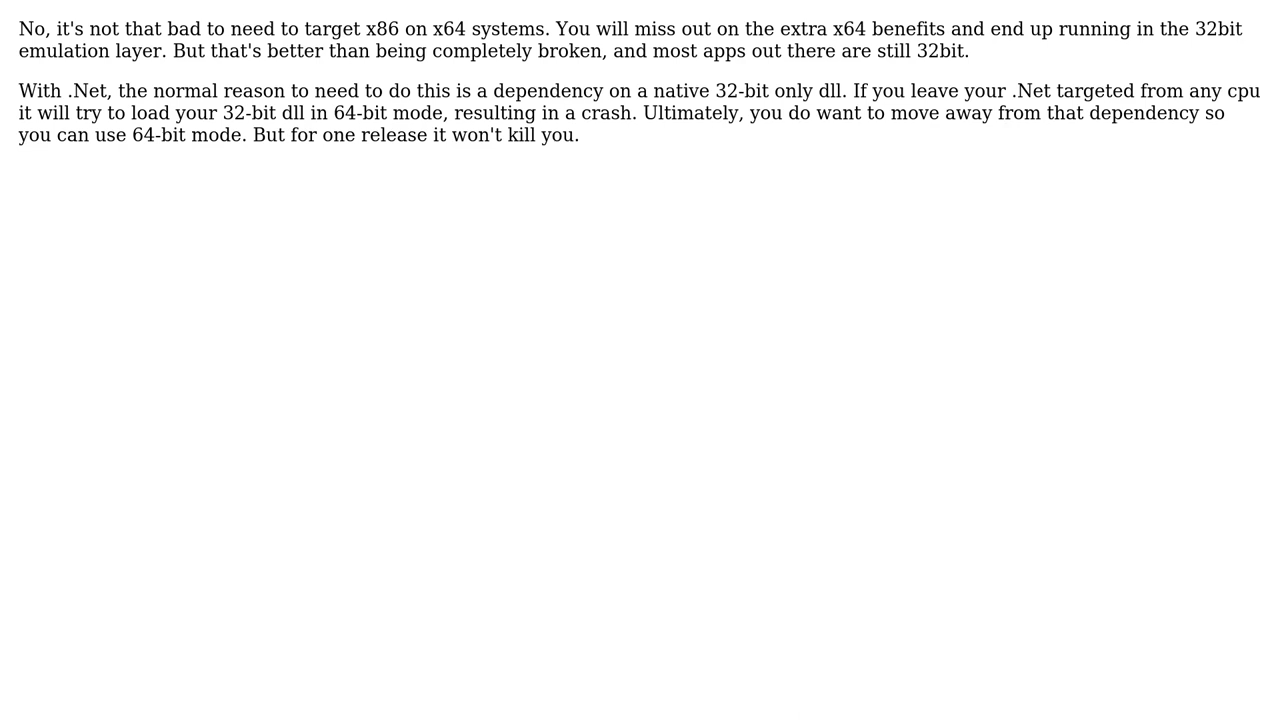 No, it's not that bad to need to target x86 on x64 systems. You will miss out on the extra x64 benefits and end up running in the 32bit
emulation layer. But that's better than being completely broken, and most apps out there are still 32bit.
With .Net, the normal reason to need to do this is a dependency on a native 32-bit only dll. If you leave your .Net targeted from any cpu
it will try to load your 32-bit dll in 64-bit mode, resulting in a crash. Ultimately, you do want to move away from that dependency so
you can use 64-bit mode. But for one release it won't kill you.